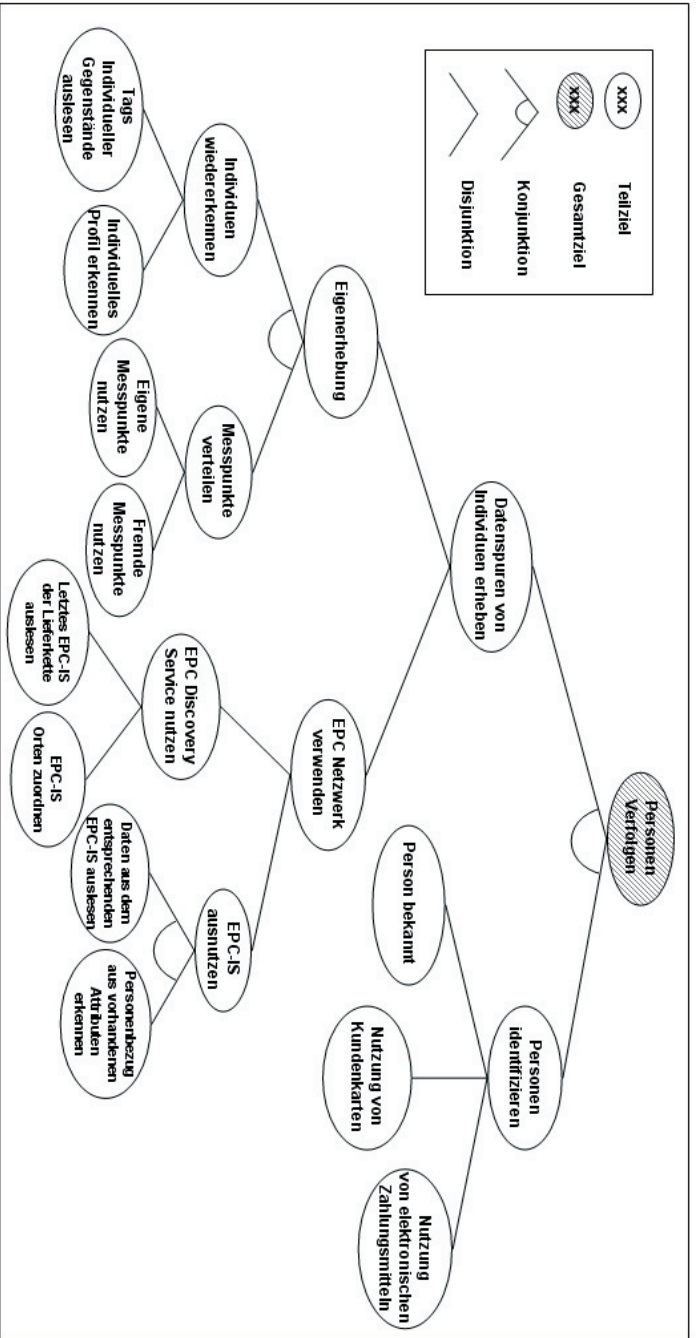 xxx
Teilziel
xxx
Gesamtziel
Konjunktion
Disjunktion
Personen
Verfolgen
Datenspuren von
Individuen erheben
Personen
identifizieren
Eigenerhebung
EPC Netzwerk
verwenden
Person bekannt
Nutzung von
Kundenkarten
Nutzung
von elektronischen
Zahlungsmitteln
Individuen
wiedererkennen
Messpunkte
verteilen
EPC Discovery
Service nutzen
EPC-IS
ausnutzen
Tags
Individueller
Gegenstände
auslesen
Individuelles
Profil erkennen
Eigene
Messpunkte
nutzen
Fremde
Messpunkte
nutzen
Letztes EPC-IS
der Lieferkette
auslesen
EPC-IS
Orten zuordnen
Daten aus dem
entsprechenden
EPC-IS auslesen
Personenbezug
aus vorhandenen
Attributen
erkennen